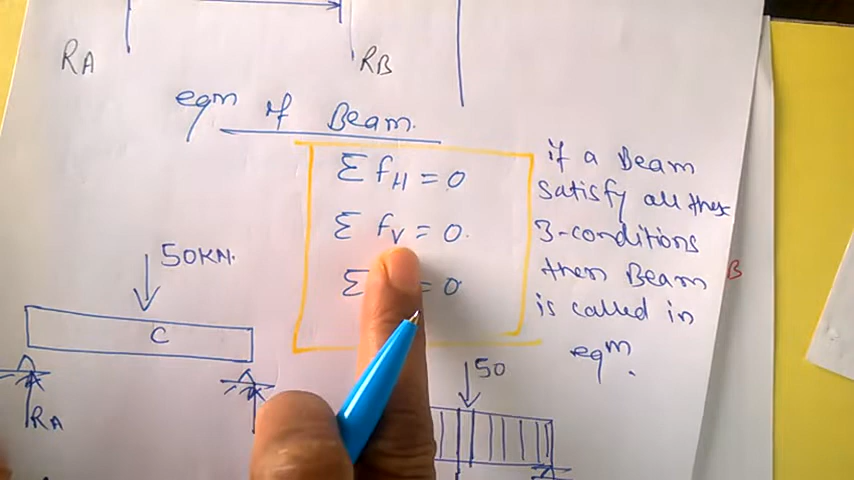 RA
RB
eqm of Beam.
Σ fH = 0
Σ fV = 0.
Σ = 0
if a Beam
satisfy all these
3-conditions
then Beam
is called in
eqm.
B
50KN.
C
RA
50